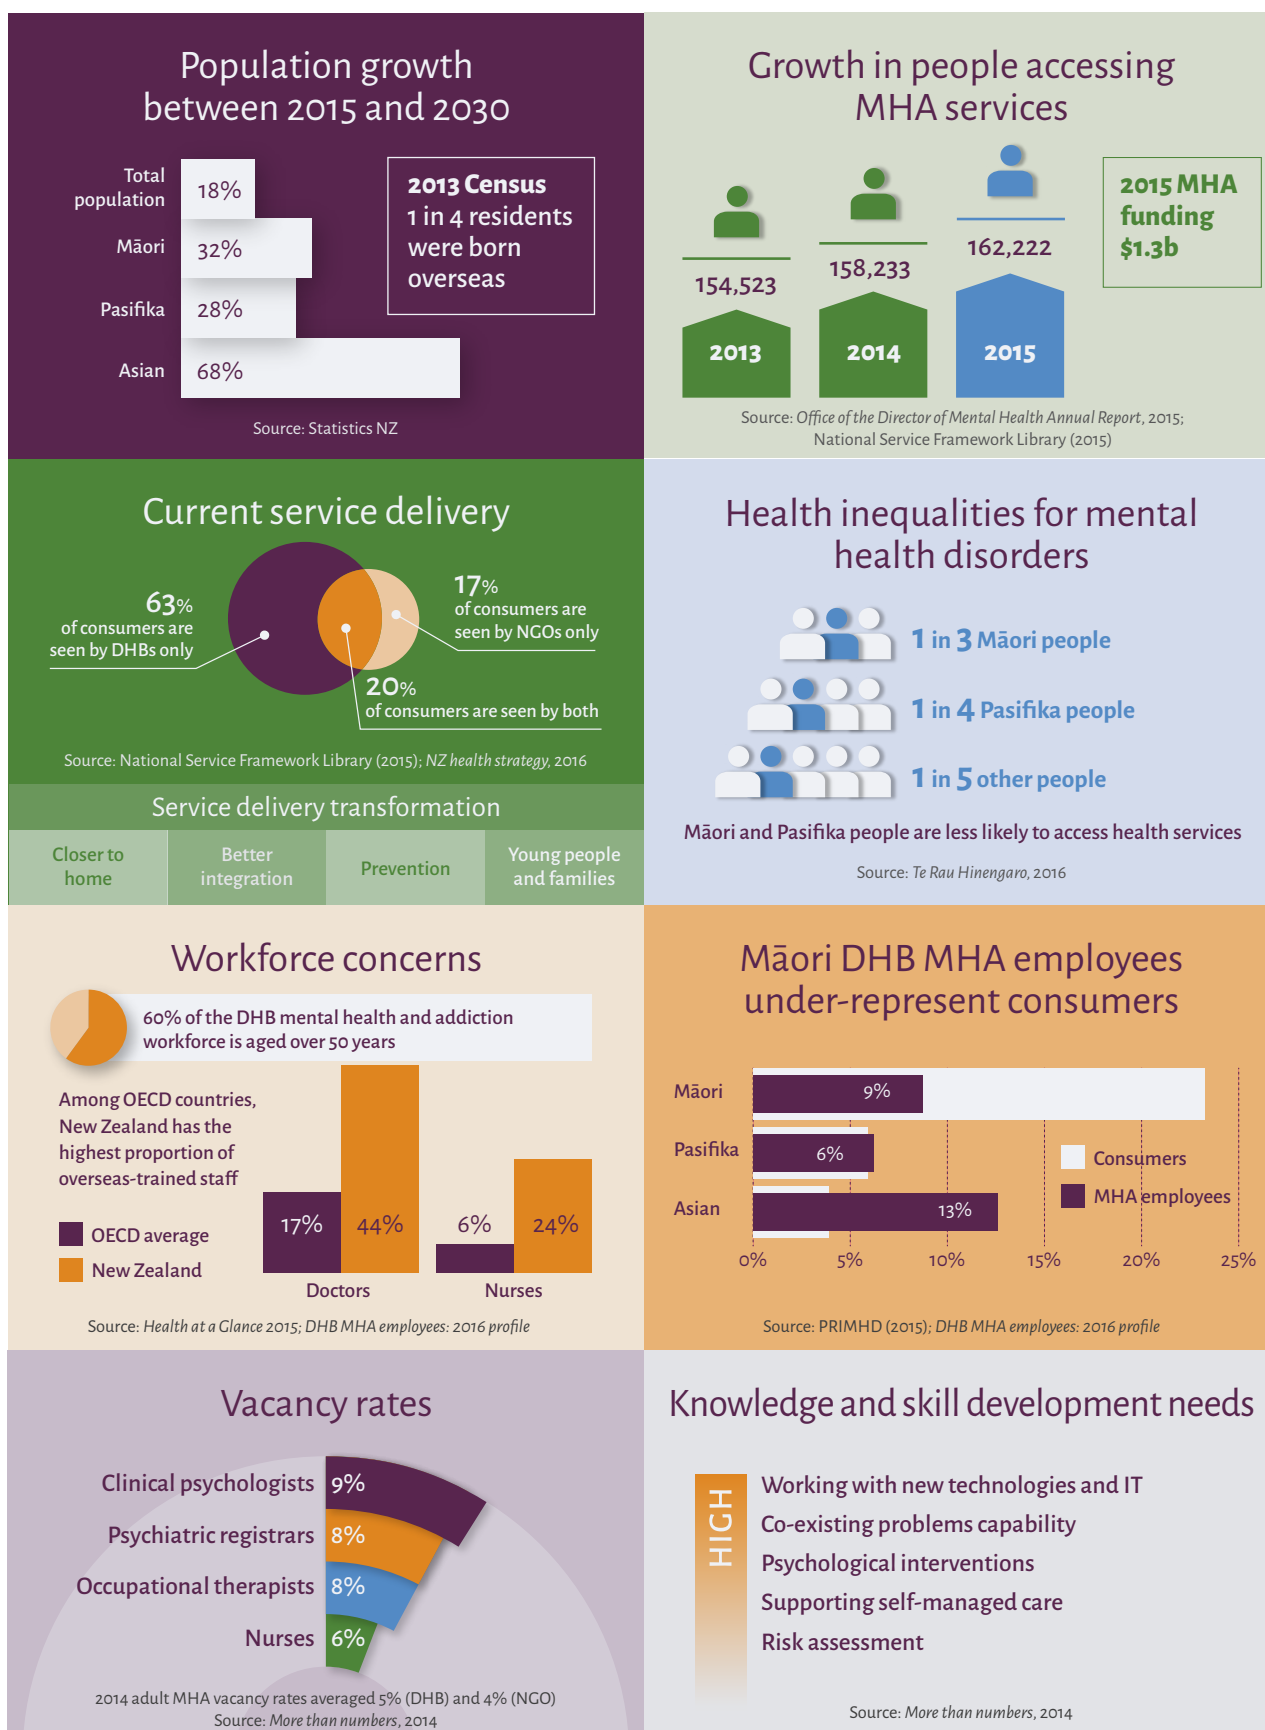 Population growth
between 2015 and 2030
Total
population
18%
Māori
32%
Pasifika
28%
Asian
68%
2013 Census
1 in 4 residents
were born
overseas
Source: Statistics NZ
Growth in people accessing
MHA services
154,523
158,233
162,222
2013
2014
2015
2015 MHA
funding
$1.3b
Source: Office of the Director of Mental Health Annual Report, 2015;
National Service Framework Library (2015)
Current service delivery
63%
of consumers are
seen by DHBs only
17%
of consumers are
seen by NGOs only
20%
of consumers are seen by both
Source: National Service Framework Library (2015); NZ health strategy, 2016
Service delivery transformation
Closer to
home
Better
integration
Prevention
Young people
and families
Health inequalities for mental
health disorders
1 in 3 Māori people
1 in 4 Pasifika people
1 in 5 other people
Māori and Pasifika people are less likely to access health services
Source: Te Rau Hinengaro, 2016
Workforce concerns
60% of the DHB mental health and addiction
workforce is aged over 50 years
Among OECD countries,
New Zealand has the
highest proportion of
overseas-trained staff
OECD average
New Zealand
17%
44%
6%
24%
Doctors
Nurses
Source: Health at a Glance 2015; DHB MHA employees: 2016 profile
Māori DHB MHA employees
under-represent consumers
Māori
9%
Pasifika
6%
Asian
13%
Consumers
MHA employees
0%
5%
10%
15%
20%
25%
Source: PRIMHD (2015); DHB MHA employees: 2016 profile
Vacancy rates
Clinical psychologists 9%
Psychiatric registrars 8%
Occupational therapists 8%
Nurses 6%
2014 adult MHA vacancy rates averaged 5% (DHB) and 4% (NGO)
Source: More than numbers, 2014
Knowledge and skill development needs
HIGH
Working with new technologies and IT
Co-existing problems capability
Psychological interventions
Supporting self-managed care
Risk assessment
Source: More than numbers, 2014